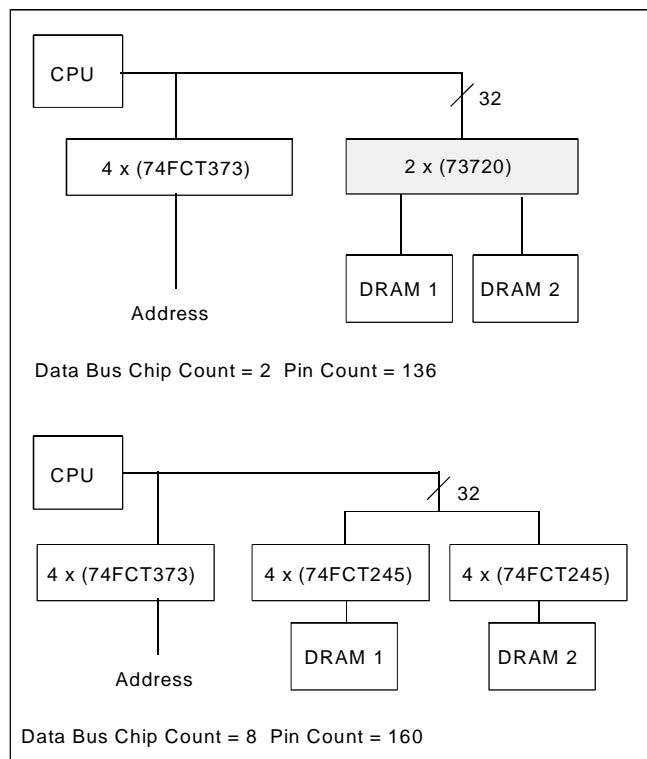 CPU
32
4 x (74FCT373)
2 x (73720)
DRAM 1
DRAM 2
Address
Data Bus Chip Count = 2  Pin Count = 136
CPU
32
4 x (74FCT373)
4 x (74FCT245)
4 x (74FCT245)
DRAM 1
DRAM 2
Address
Data Bus Chip Count = 8  Pin Count = 160